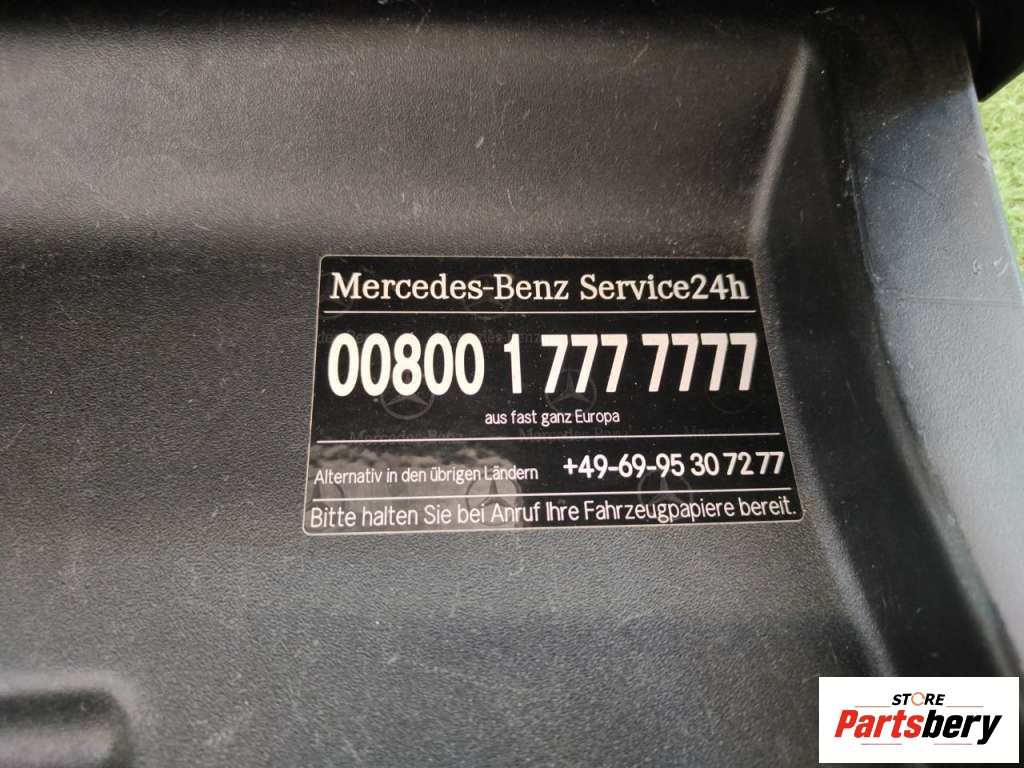 Mercedes-Benz Service24h
00800 1 777 7777
aus fast ganz Europa
Alternativ in den übrigen Ländern +49-69-95 30 72 77
Bitte halten Sie bei Anruf Ihre Fahrzeugpapiere bereit.
STORE
Partsbery